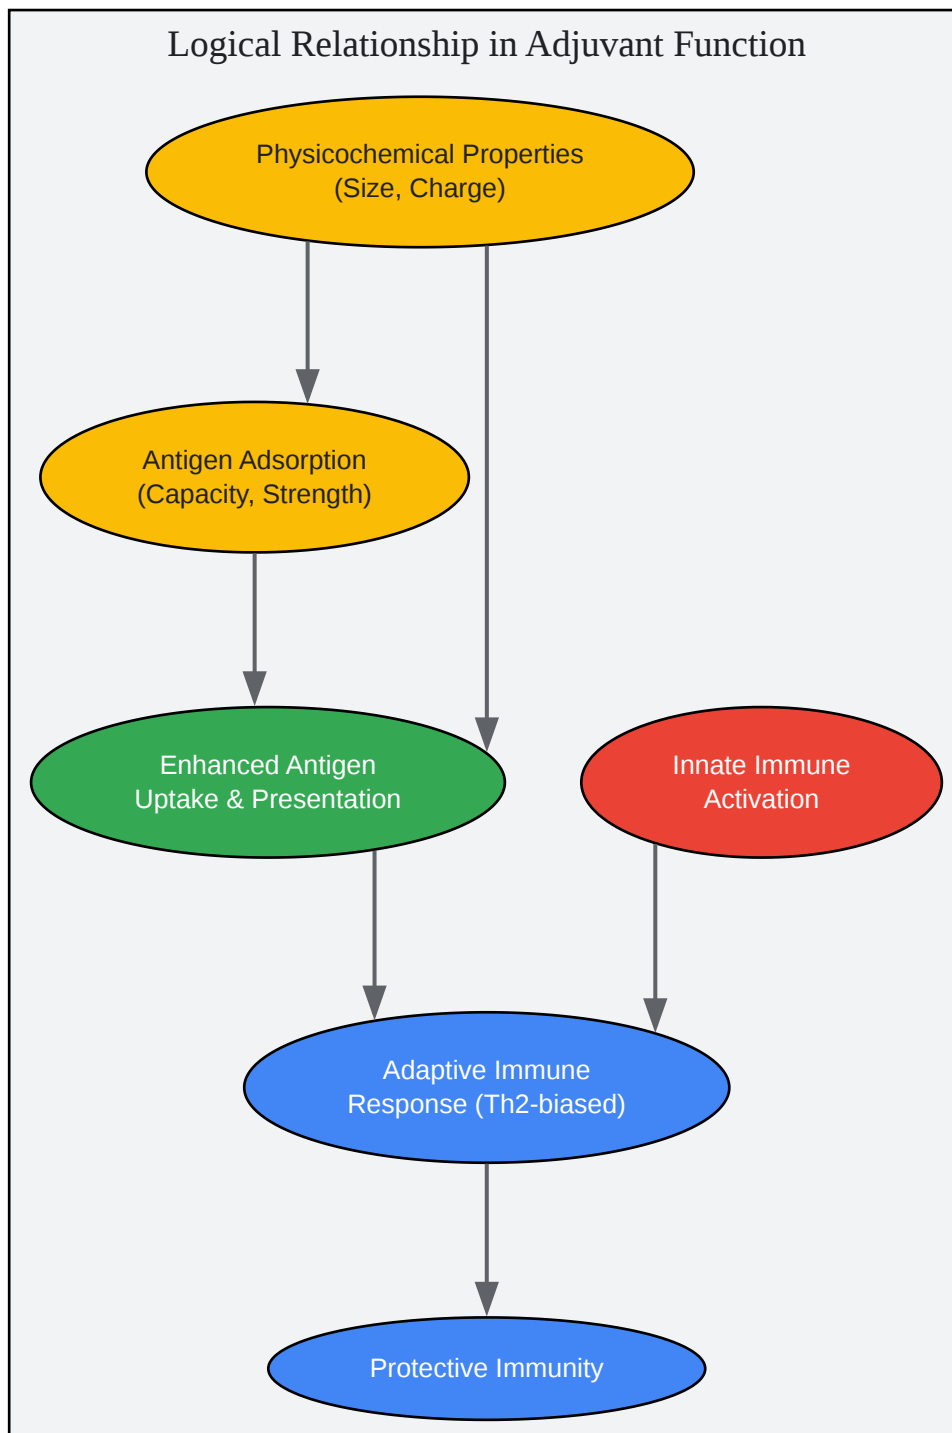 Logical Relationship in Adjuvant Function
Physicochemical Properties
(Size, Charge)
Antigen Adsorption
(Capacity, Strength)
Enhanced Antigen
Uptake & Presentation
Innate Immune
Activation
Adaptive Immune
Response (Th2-biased)
Protective Immunity